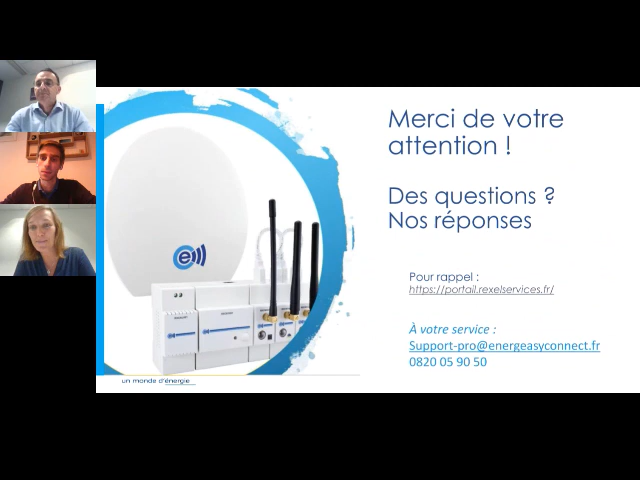 Merci de votre
attention !
Des questions ?
Nos réponses
Pour rappel :
https://portail.rexelservices.fr/
À votre service :
Support-pro@energeasyconnect.fr
0820 05 90 50
un monde d'énergie